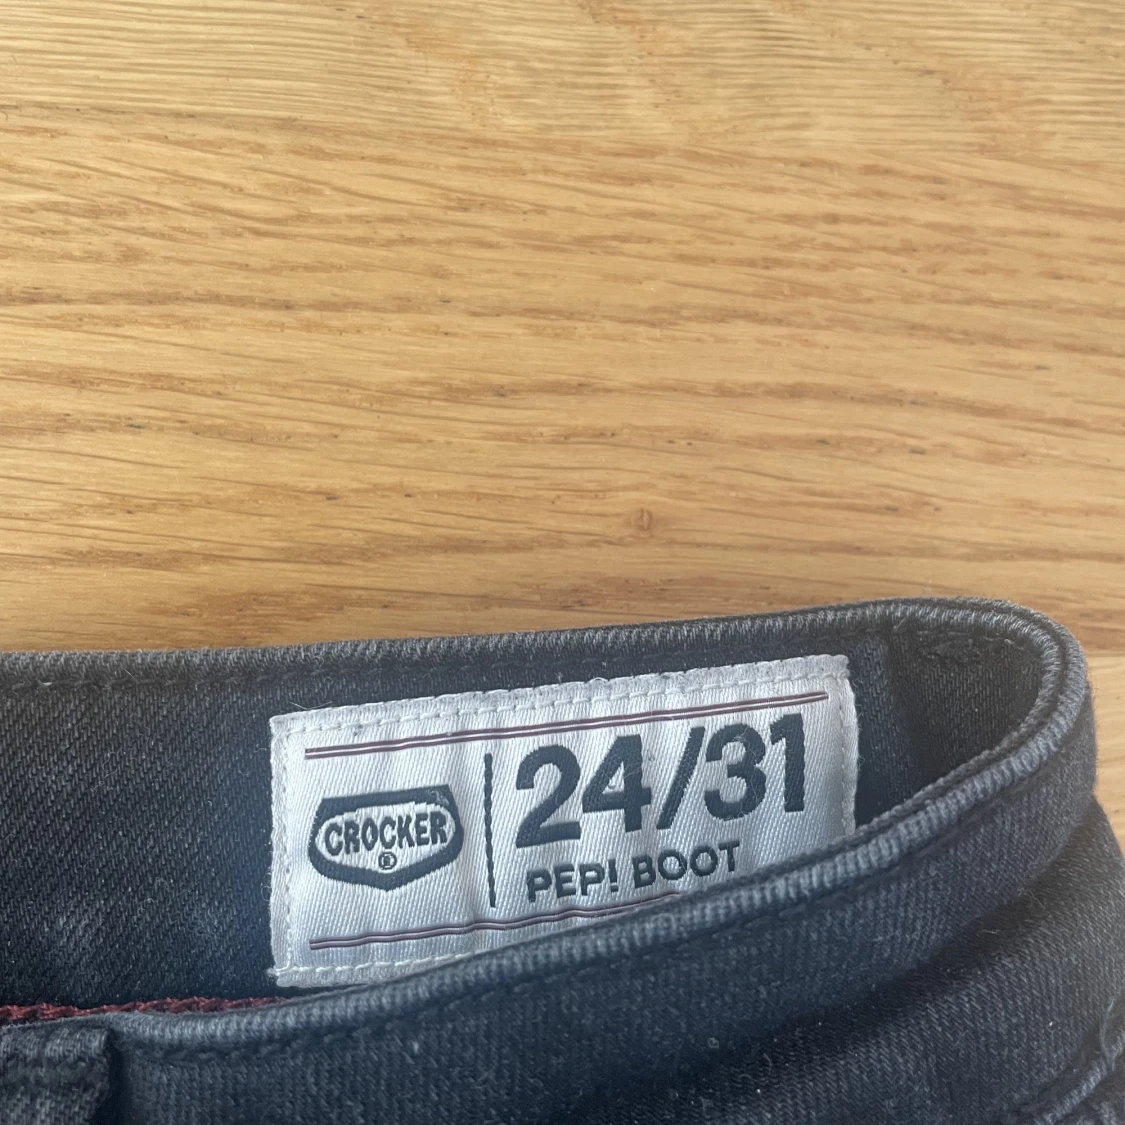 CROCKER
®
24/31
PEP! BOOT